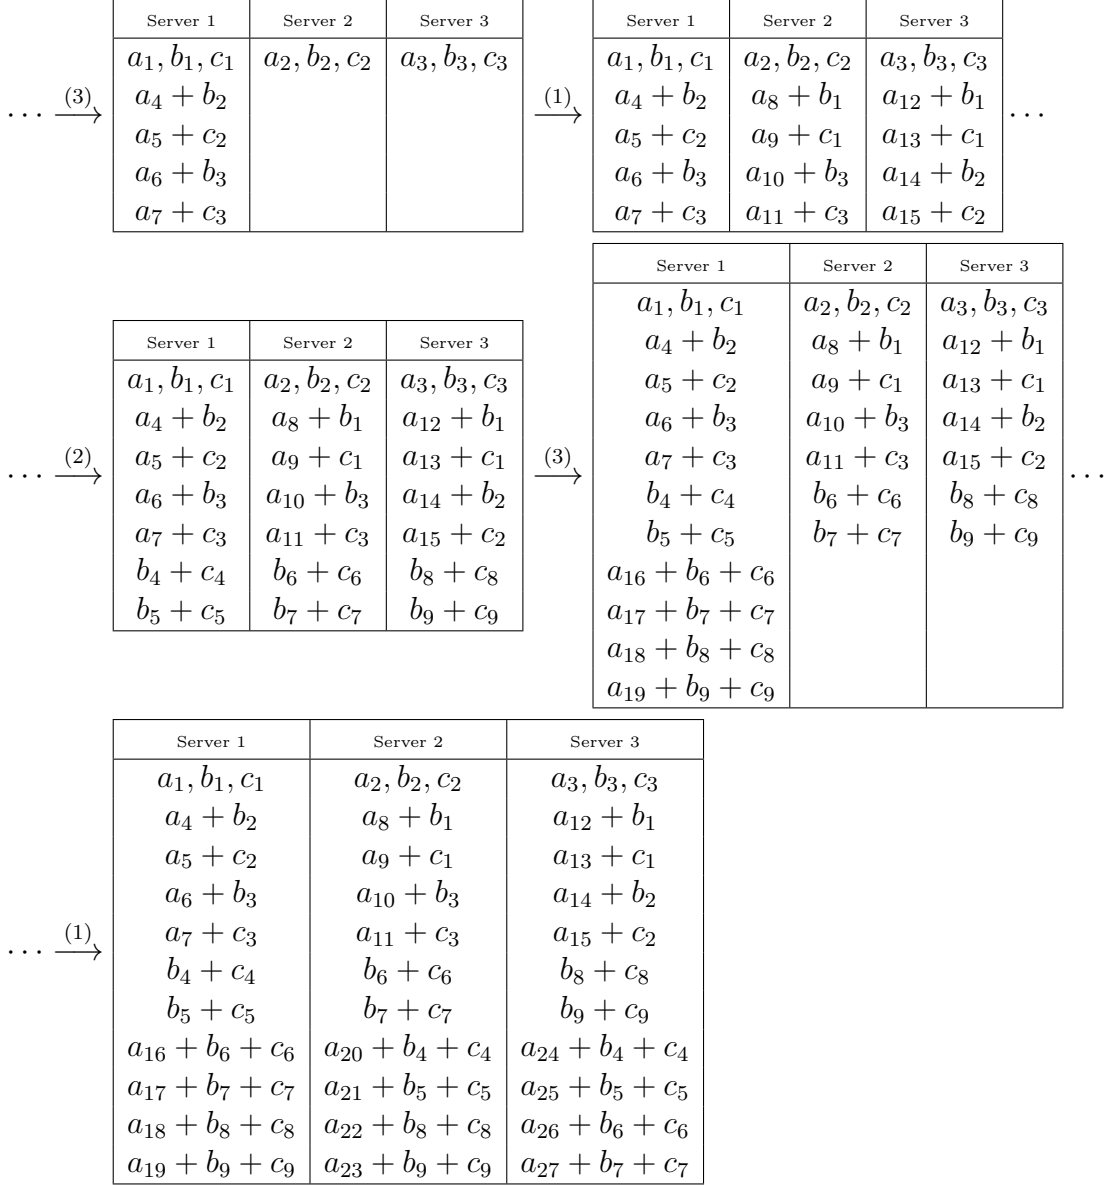 Server 1 Server 2 Server 3 Server 1 Server 2 Server 3
a₁, b₁, c₁ a₂, b₂, c₂ a₃, b₃, c₃ a₁, b₁, c₁ a₂, b₂, c₂ a₃, b₃, c₃
a₄ + b₂ a₄ + b₂ a₈ + b₁ a₁₂ + b₁
⋯ (3)⟶ a₅ + c₂ (1)⟶ a₅ + c₂ a₉ + c₁ a₁₃ + c₁ ⋯
a₆ + b₃ a₆ + b₃ a₁₀ + b₃ a₁₄ + b₂
a₇ + c₃ a₇ + c₃ a₁₁ + c₃ a₁₅ + c₂
⋯ (2)⟶
Server 1 Server 2 Server 3
a₁, b₁, c₁ a₂, b₂, c₂ a₃, b₃, c₃
a₄ + b₂ a₈ + b₁ a₁₂ + b₁
a₅ + c₂ a₉ + c₁ a₁₃ + c₁
a₆ + b₃ a₁₀ + b₃ a₁₄ + b₂
a₇ + c₃ a₁₁ + c₃ a₁₅ + c₂
b₄ + c₄ b₆ + c₆ b₈ + c₈
b₅ + c₅ b₇ + c₇ b₉ + c₉
(3)⟶
Server 1 Server 2 Server 3
a₁, b₁, c₁ a₂, b₂, c₂ a₃, b₃, c₃
a₄ + b₂ a₈ + b₁ a₁₂ + b₁
a₅ + c₂ a₉ + c₁ a₁₃ + c₁
a₆ + b₃ a₁₀ + b₃ a₁₄ + b₂
a₇ + c₃ a₁₁ + c₃ a₁₅ + c₂
b₄ + c₄ b₆ + c₆ b₈ + c₈
b₅ + c₅ b₇ + c₇ b₉ + c₉
a₁₆ + b₆ + c₆
a₁₇ + b₇ + c₇
a₁₈ + b₈ + c₈
a₁₉ + b₉ + c₉
⋯
⋯ (1)⟶
Server 1 Server 2 Server 3
a₁, b₁, c₁ a₂, b₂, c₂ a₃, b₃, c₃
a₄ + b₂ a₈ + b₁ a₁₂ + b₁
a₅ + c₂ a₉ + c₁ a₁₃ + c₁
a₆ + b₃ a₁₀ + b₃ a₁₄ + b₂
a₇ + c₃ a₁₁ + c₃ a₁₅ + c₂
b₄ + c₄ b₆ + c₆ b₈ + c₈
b₅ + c₅ b₇ + c₇ b₉ + c₉
a₁₆ + b₆ + c₆ a₂₀ + b₄ + c₄ a₂₄ + b₄ + c₄
a₁₇ + b₇ + c₇ a₂₁ + b₅ + c₅ a₂₅ + b₅ + c₅
a₁₈ + b₈ + c₈ a₂₂ + b₈ + c₈ a₂₆ + b₆ + c₆
a₁₉ + b₉ + c₉ a₂₃ + b₉ + c₉ a₂₇ + b₇ + c₇